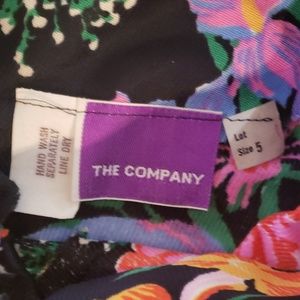 HAND WASH
SEPARATELY
LINE DRY
THE COMPANY
Lot
Size 5